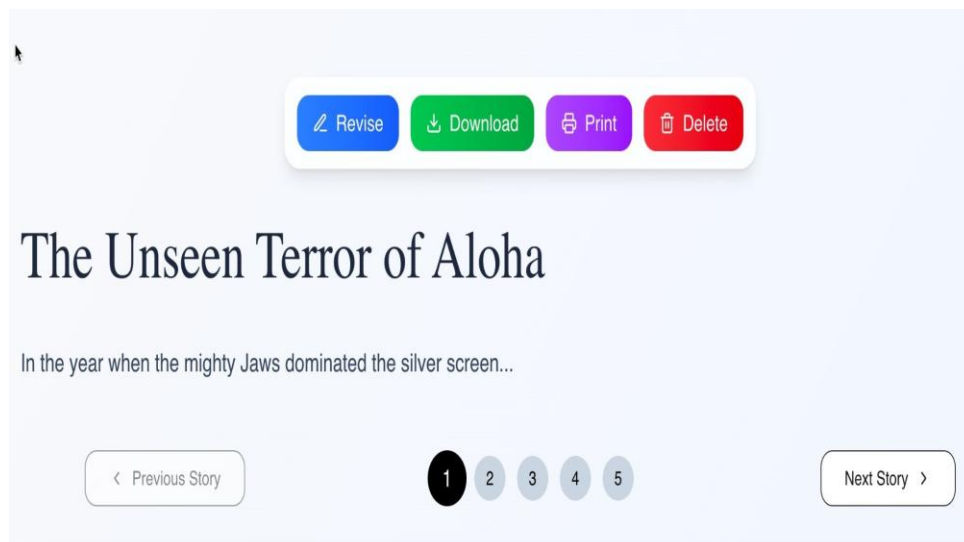 Revise Download Print Delete
The Unseen Terror of Aloha
In the year when the mighty Jaws dominated the silver screen...
Previous Story 1 2 3 4 5 Next Story